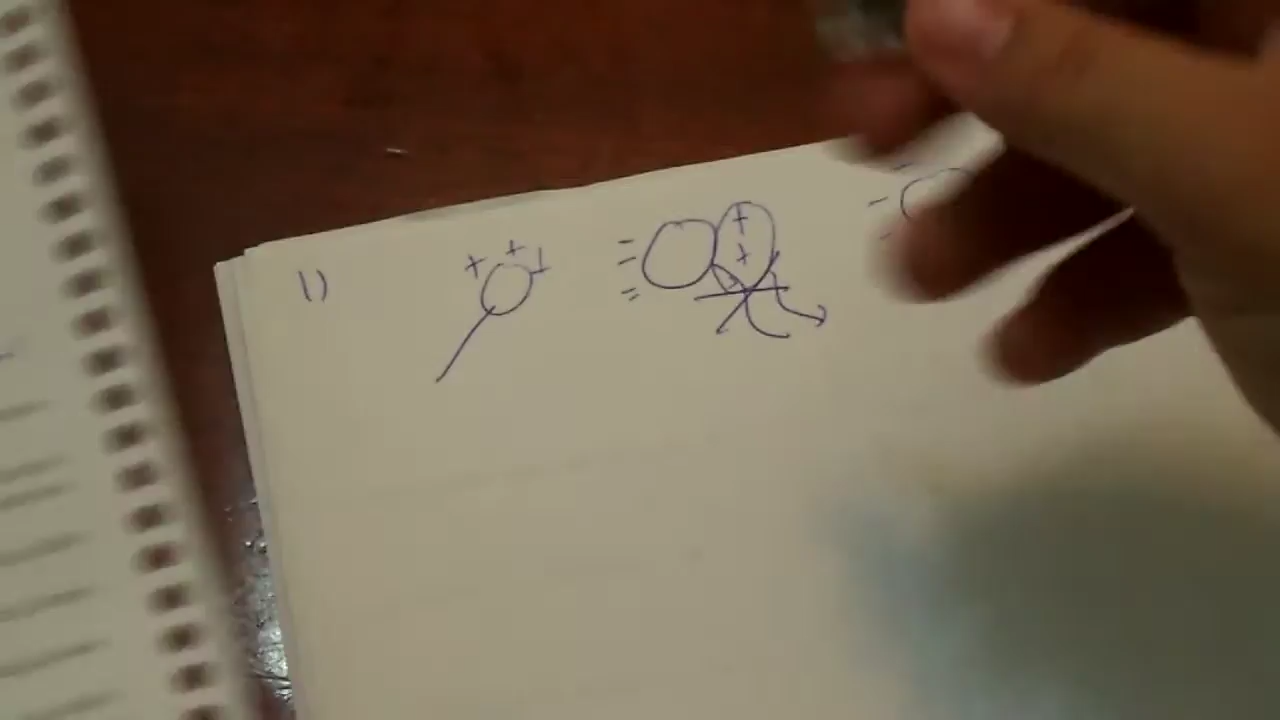 1)
+ + +
+
+